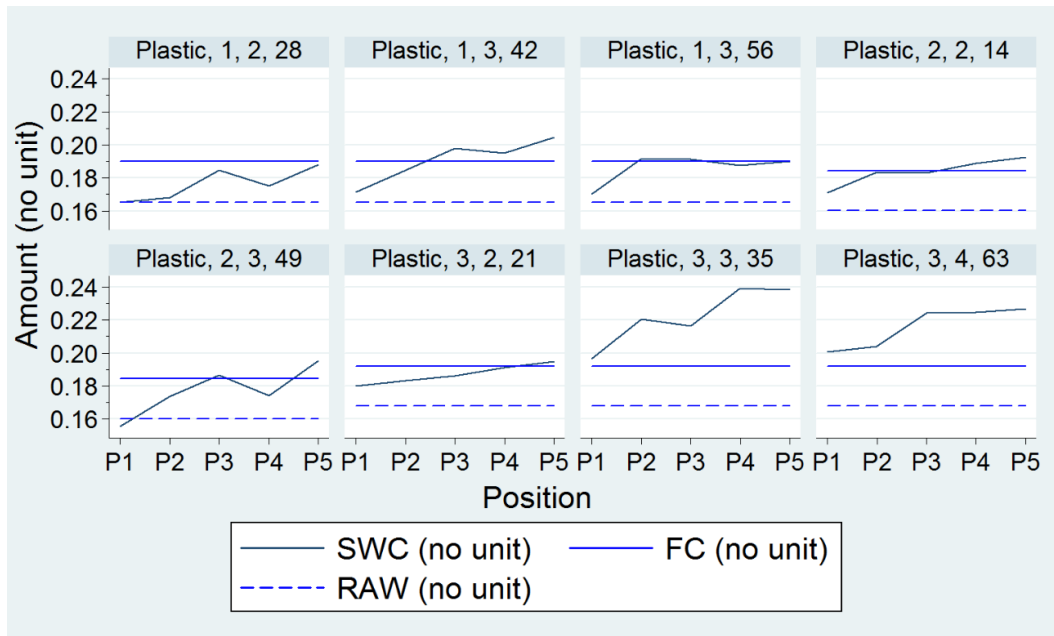 Plastic, 1, 2, 28 Plastic, 1, 3, 42 Plastic, 1, 3, 56 Plastic, 2, 2, 14
0.24
0.22
0.20
0.18
0.16
Plastic, 2, 3, 49 Plastic, 3, 2, 21 Plastic, 3, 3, 35 Plastic, 3, 4, 63
0.24
0.22
0.20
0.18
0.16
Amount (no unit)
P1 P2 P3 P4 P5 P1 P2 P3 P4 P5 P1 P2 P3 P4 P5 P1 P2 P3 P4 P5
Position
SWC (no unit) FC (no unit)
RAW (no unit)